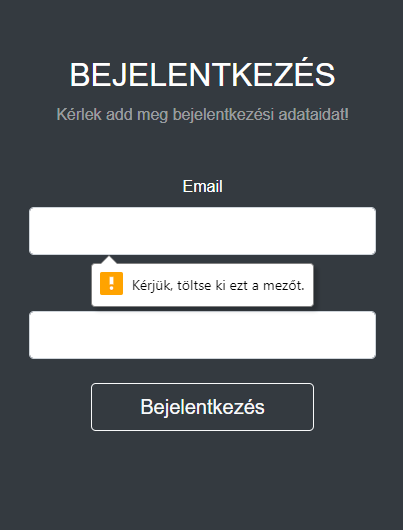 BEJELENTKEZÉS
Kérlek add meg bejelentkezési adataidat!
Email
Kérjük, töltse ki ezt a mezőt.
Bejelentkezés